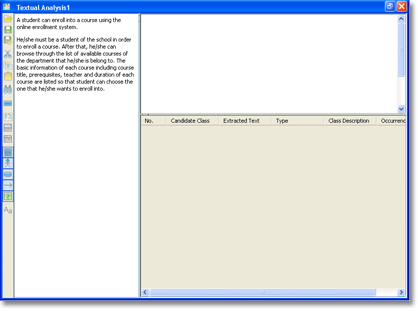 Textual Analysis1
A student can enroll into a course using the
online enrollment system.
He/she must be a student of the school in order
to enroll a course. After that, he/she can
browse through the list of available courses of
the department that he/she is belong to. The
basic information of each course including course
title, prerequisites, teacher and duration of each
course are listed so that student can choose the
one that he/she wants to enroll into.
No. Candidate Class Extracted Text Type Class Description Occurrenc
Aa